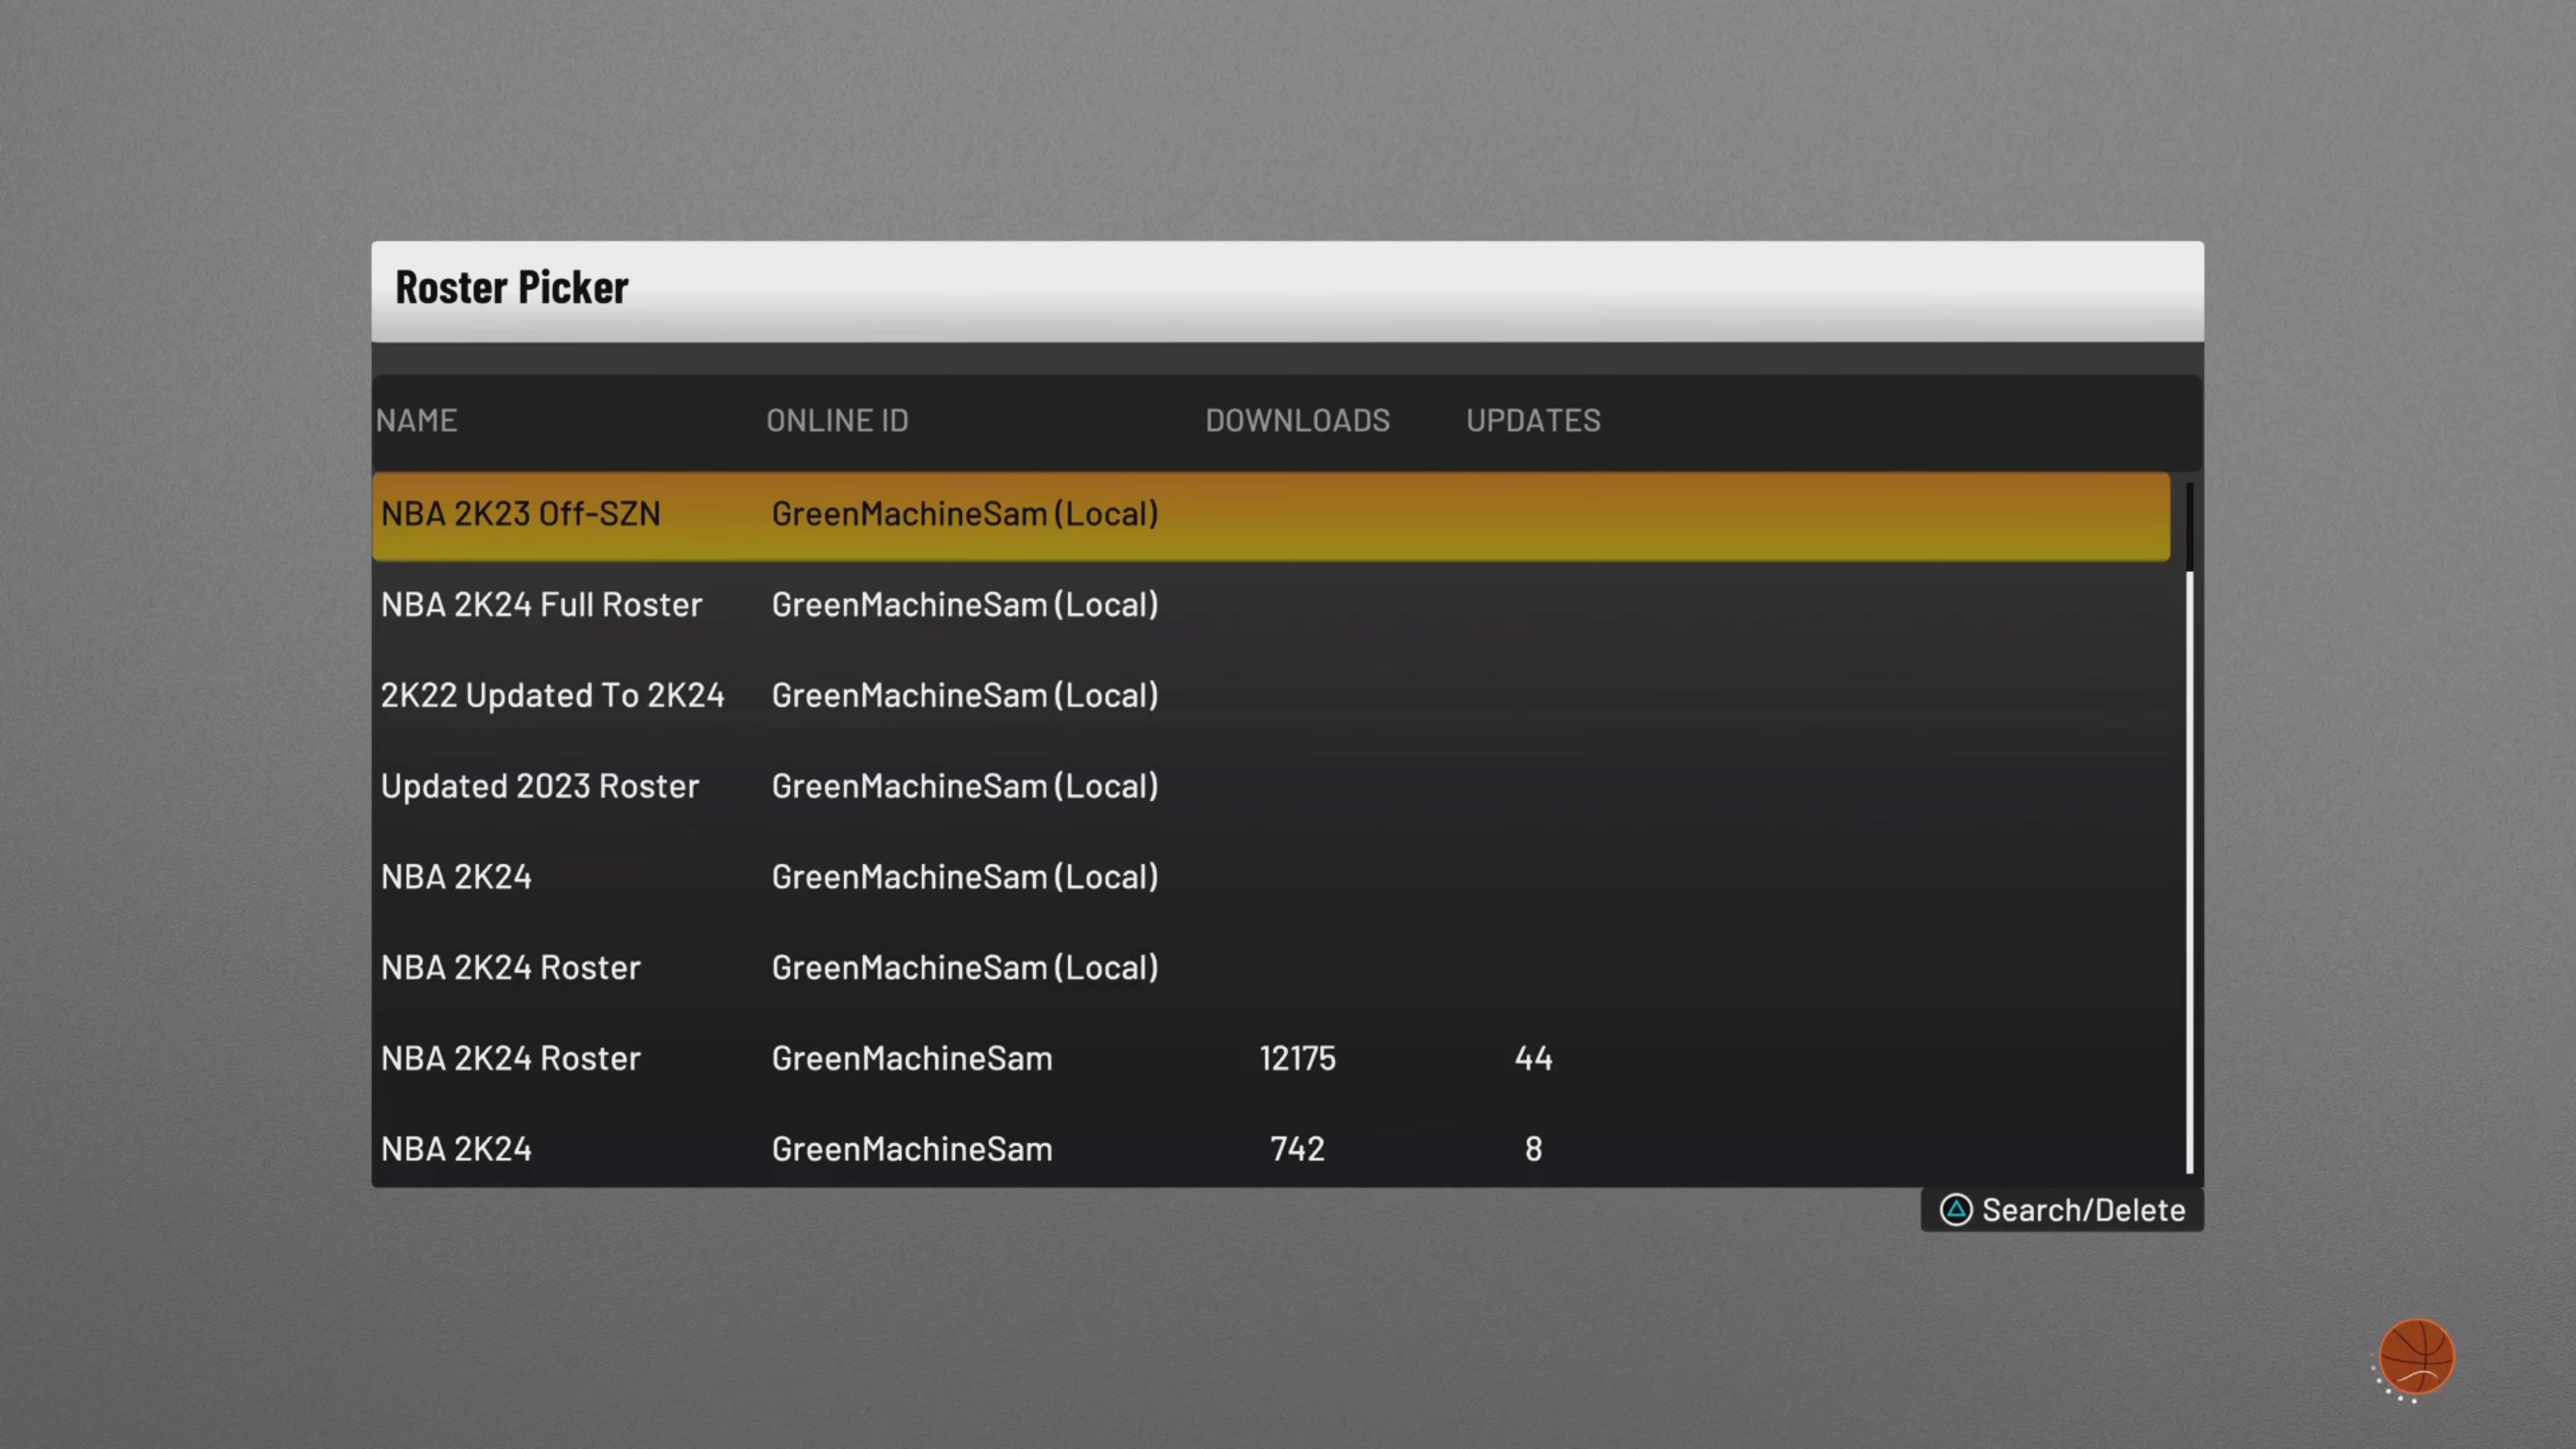 Roster Picker
NAME ONLINE ID DOWNLOADS UPDATES
NBA 2K23 Off-SZN GreenMachineSam (Local)
NBA 2K24 Full Roster GreenMachineSam (Local)
2K22 Updated To 2K24 GreenMachineSam (Local)
Updated 2023 Roster GreenMachineSam (Local)
NBA 2K24 GreenMachineSam (Local)
NBA 2K24 Roster GreenMachineSam (Local)
NBA 2K24 Roster GreenMachineSam 12175 44
NBA 2K24 GreenMachineSam 742 8
Search/Delete